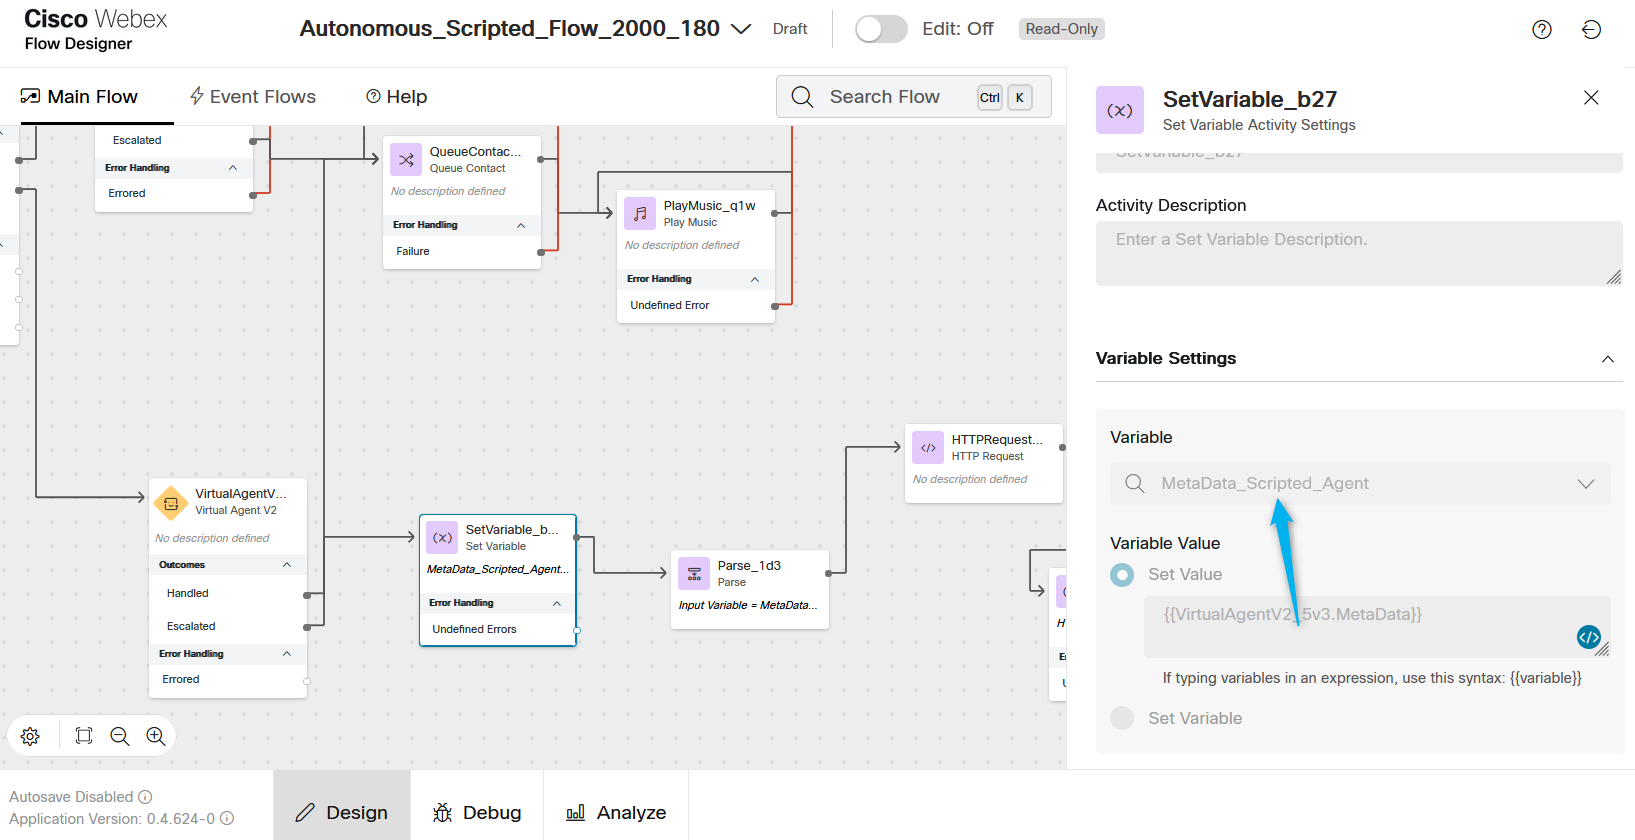 Cisco Webex
Flow Designer
Autonomous_Scripted_Flow_2000_180
Draft
Edit: Off
Read-Only
Main Flow
Event Flows
Help
Search Flow
Ctrl
K
Escalated
Error Handling
Errored
QueueContac...
Queue Contact
No description defined
Error Handling
Failure
PlayMusic_q1w
Play Music
No description defined
Error Handling
Undefined Error
VirtualAgentV...
Virtual Agent V2
No description defined
Outcomes
Handled
Escalated
Error Handling
Errored
SetVariable_b...
Set Variable
MetaData_Scripted_Agent...
Error Handling
Undefined Errors
Parse_1d3
Parse
Input Variable = MetaData...
HTTPRequest...
HTTP Request
No description defined
SetVariable_b27
Set Variable Activity Settings
SetVariable_b27
Activity Description
Enter a Set Variable Description.
Variable Settings
Variable
MetaData_Scripted_Agent
Variable Value
Set Value
{{VirtualAgentV2_5v3.MetaData}}
If typing variables in an expression, use this syntax: {{variable}}
Set Variable
Autosave Disabled
Application Version: 0.4.624-0
Design
Debug
Analyze